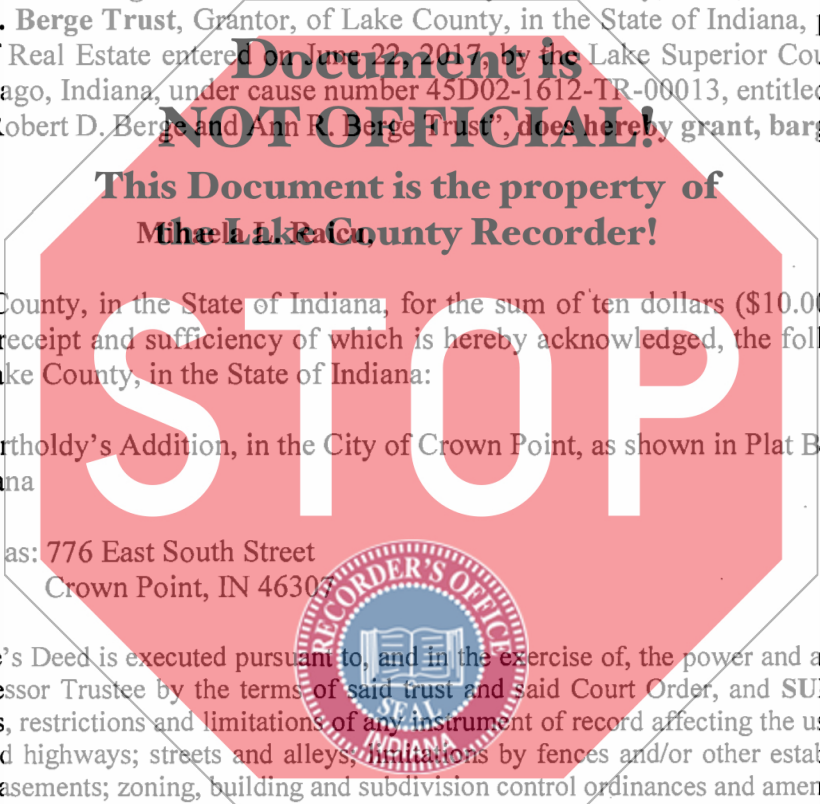 . Berge Trust, Grantor, of Lake County, in the State of Indiana, p
f Real Estate entered on June 22, 2017, by the Lake Superior Cou
Document is
ago, Indiana, under cause number 45D02-1612-TR-00013, entitled
NOT OFFICIAL!
Robert D. Berge and Ann R. Berge Trust", does hereby grant, barg
This Document is the property of
the Lake County Recorder!
Mihaela L. Raicu,
County, in the State of Indiana, for the sum of ten dollars ($10.00
receipt and sufficiency of which is hereby acknowledged, the foll
ake County, in the State of Indiana:
STOP
rtholdy's Addition, in the City of Crown Point, as shown in Plat B
ana
as: 776 East South Street
Crown Point, IN 46307
RECORDER'S OFFICE
SEAL
INDIANA
e's Deed is executed pursuant to, and in the exercise of, the power and a
essor Trustee by the terms of said trust and said Court Order, and SU
s, restrictions and limitations of any instrument of record affecting the us
d highways; streets and alleys; limitations by fences and/or other estab
asements; zoning, building and subdivision control ordinances and amen